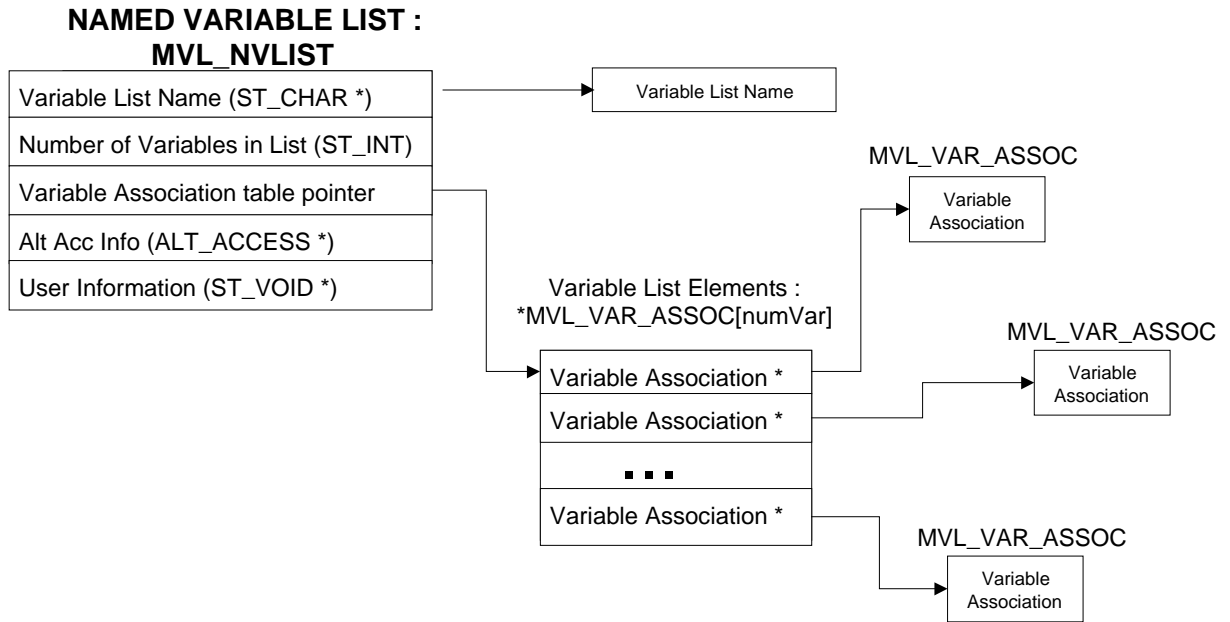 NAMED VARIABLE LIST :
MVL_NVLIST
Variable List Name (ST_CHAR *)
Number of Variables in List (ST_INT)
Variable Association table pointer
Alt Acc Info (ALT_ACCESS *)
User Information (ST_VOID *)
Variable List Name
MVL_VAR_ASSOC
Variable
Association
Variable List Elements :
*MVL_VAR_ASSOC[numVar]
Variable Association *
Variable Association *
...
Variable Association *
MVL_VAR_ASSOC
Variable
Association
MVL_VAR_ASSOC
Variable
Association